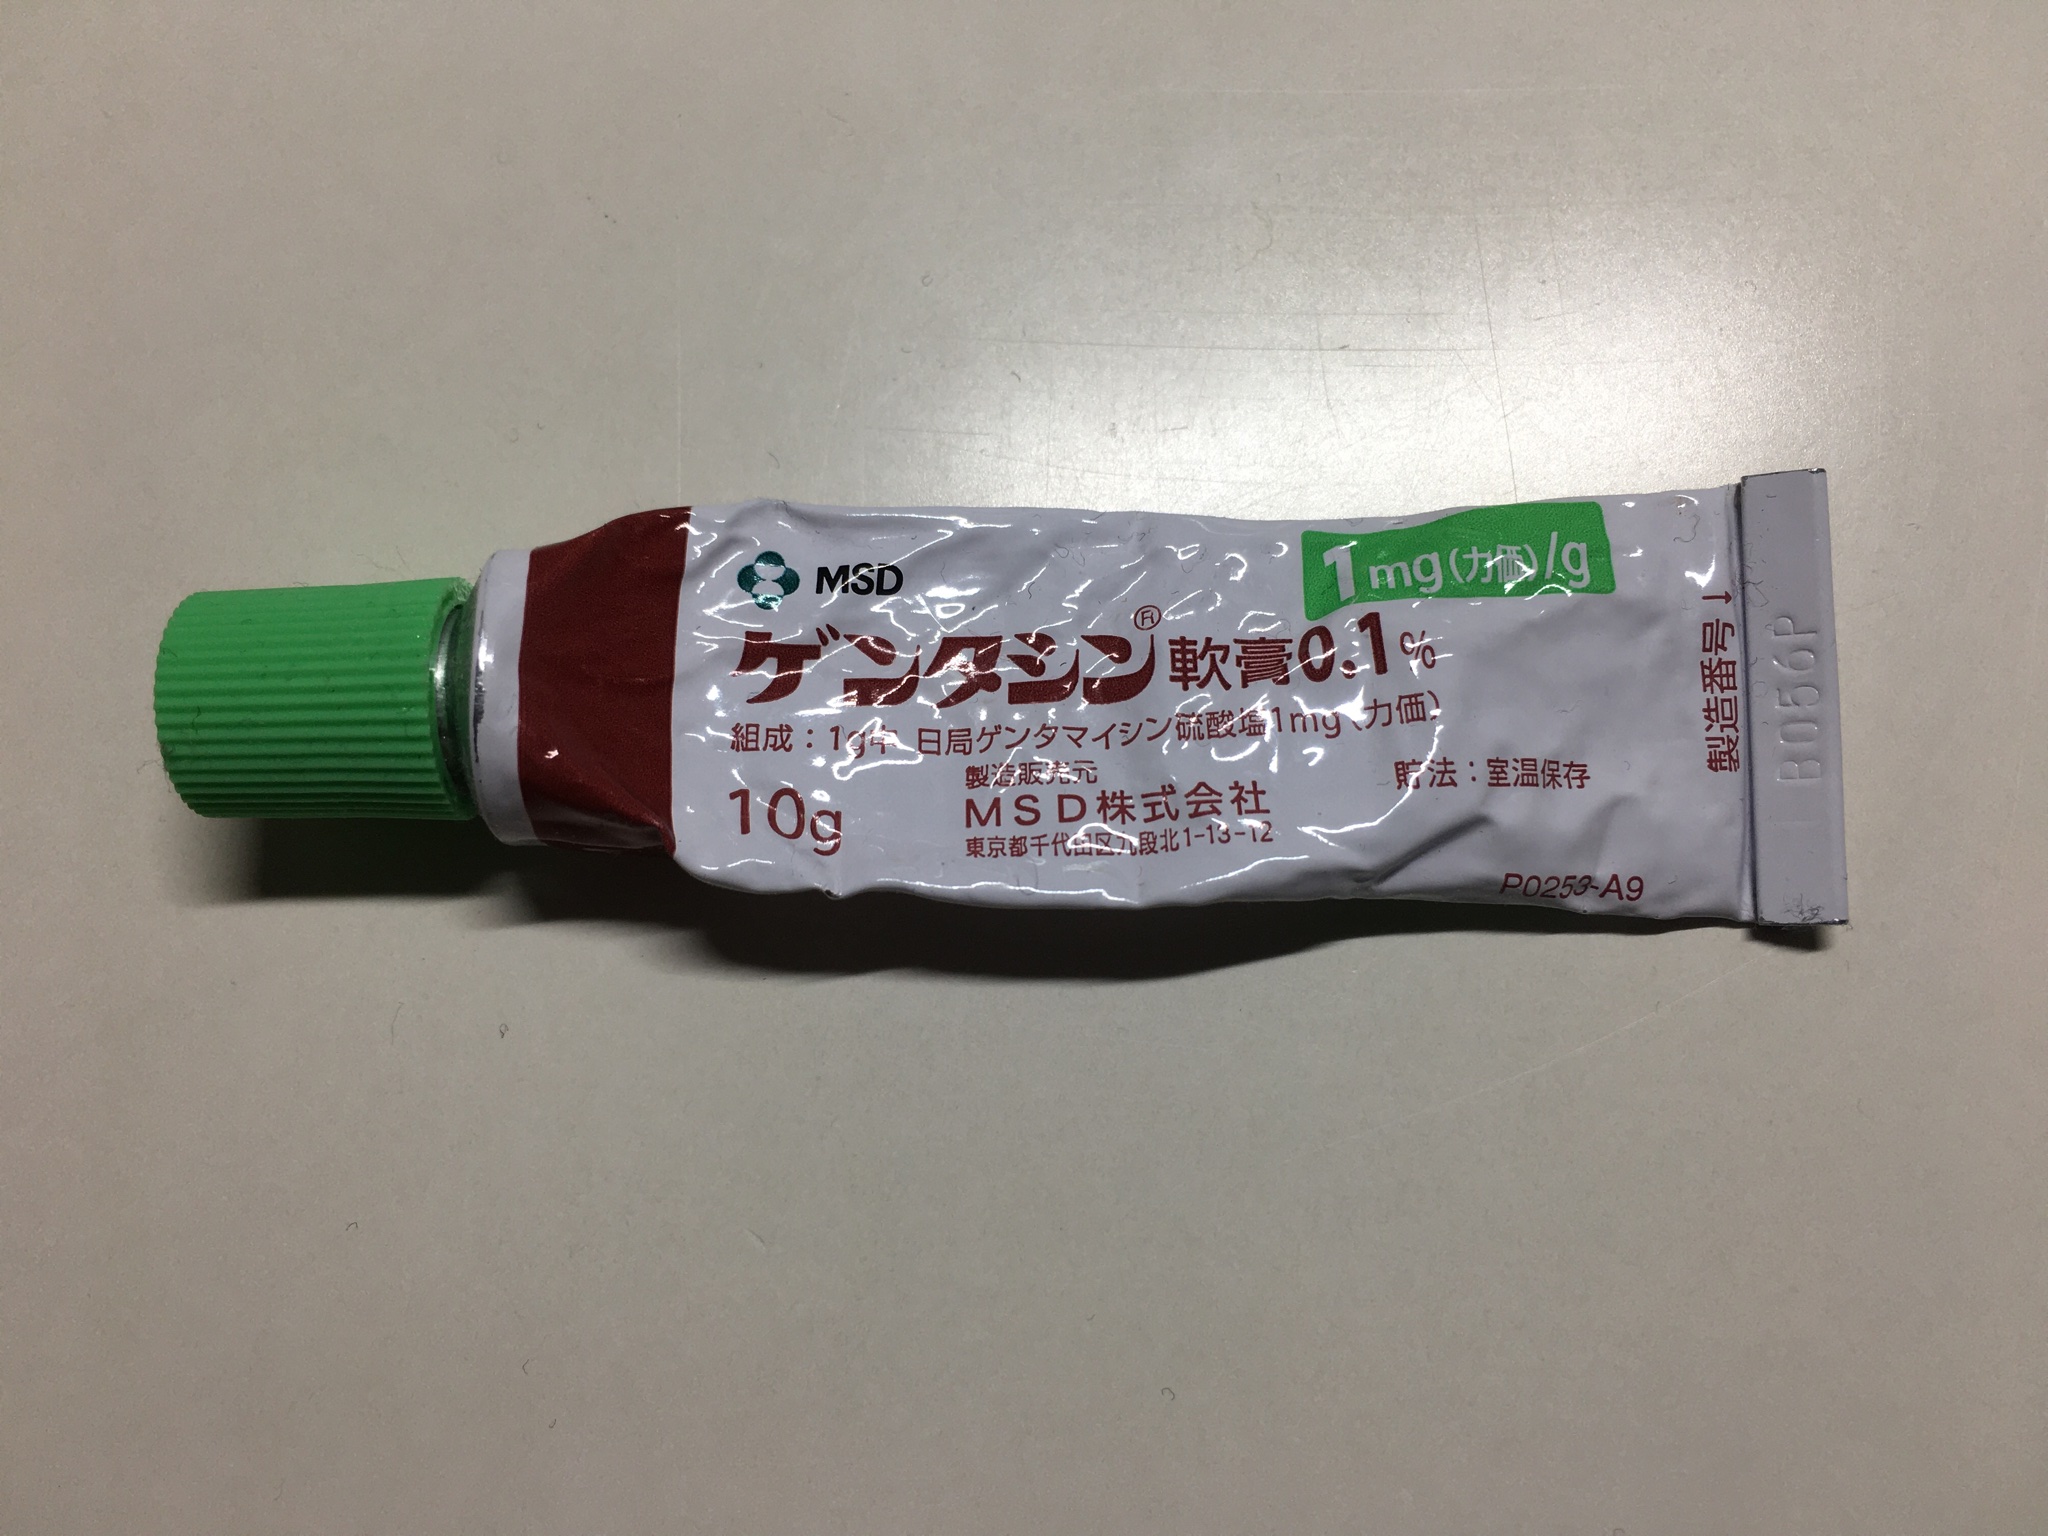 MSD
1mg(力価)/g
ゲンタシン®軟膏0.1%
組成：1g中 日局ゲンタマイシン硫酸塩1mg(力価)
10g
製造販売元
MSD株式会社
東京都千代田区九段北1-13-12
貯法：室温保存
P0253-A9
製造番号↓
B056P